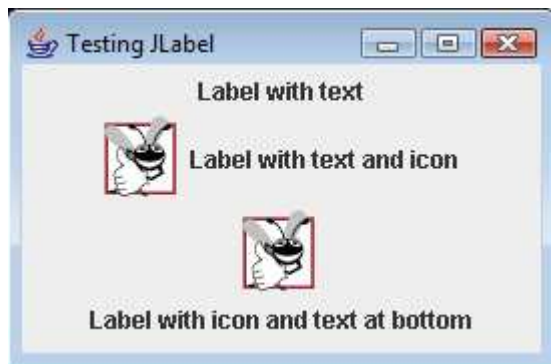 Testing JLabel
Label with text
Label with text and icon
Label with icon and text at bottom